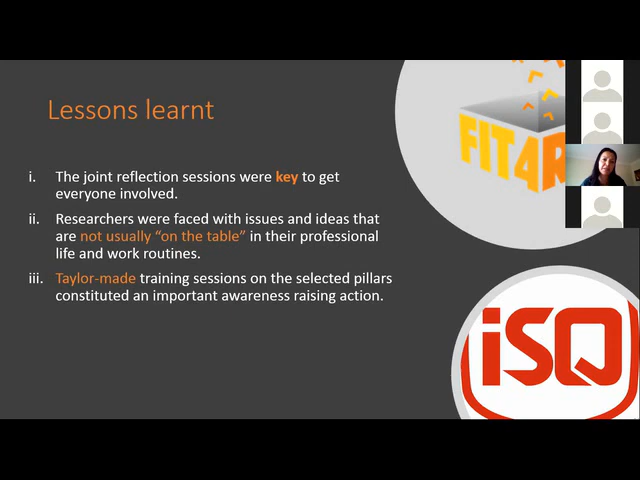 Lessons learnt
i. The joint reflection sessions were key to get
everyone involved.
ii. Researchers were faced with issues and ideas that
are not usually “on the table” in their professional
life and work routines.
iii. Taylor-made training sessions on the selected pillars
constituted an important awareness raising action.
FIT4R
iSQ